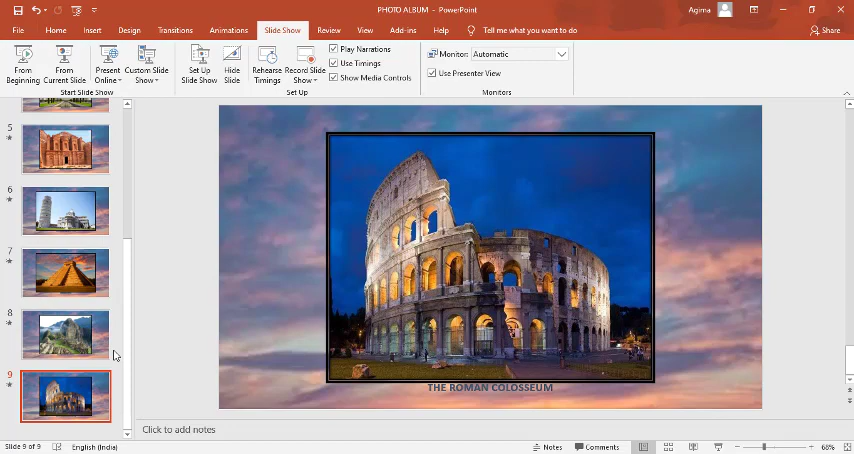 PHOTO ALBUM - PowerPoint
Agima
File Home Insert Design Transitions Animations Slide Show Review View Add-ins Help Tell me what you want to do Share
From Beginning
From Current Slide
Present Online
Custom Slide Show
Start Slide Show
Set Up Slide Show
Hide Slide
Rehearse Timings
Record Slide Show
Play Narrations
Use Timings
Show Media Controls
Set Up
Monitor: Automatic
Use Presenter View
Monitors
5
6
7
8
9
THE ROMAN COLOSSEUM
Click to add notes
Slide 9 of 9 English (India) Notes Comments 68%